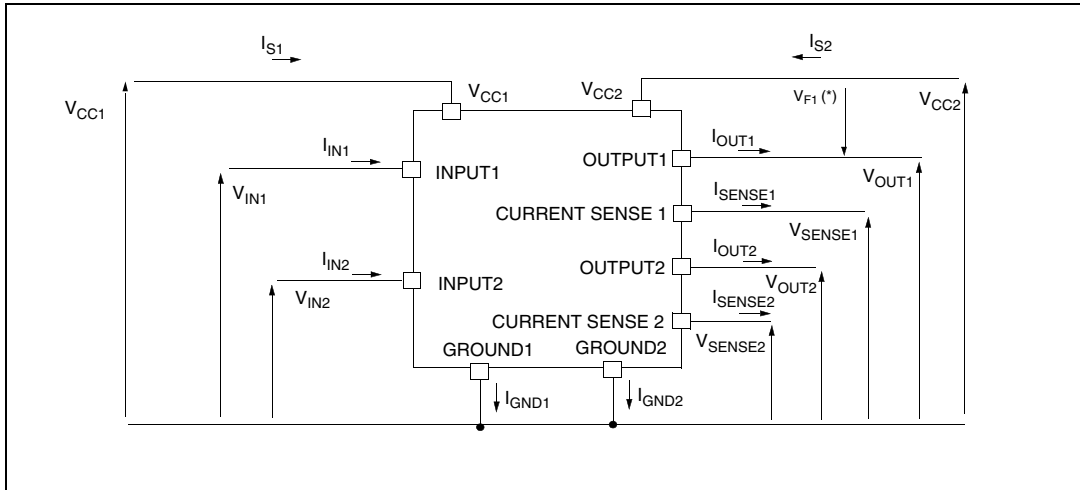 I_S1
I_S2
V_CC1
V_CC1
V_CC2
V_F1 (*)
V_CC2
I_IN1
INPUT1
V_IN1
OUTPUT1
I_OUT1
V_OUT1
CURRENT SENSE 1
I_SENSE1
V_SENSE1
I_IN2
INPUT2
V_IN2
OUTPUT2
I_OUT2
V_OUT2
CURRENT SENSE 2
I_SENSE2
V_SENSE2
GROUND1
GROUND2
I_GND1
I_GND2